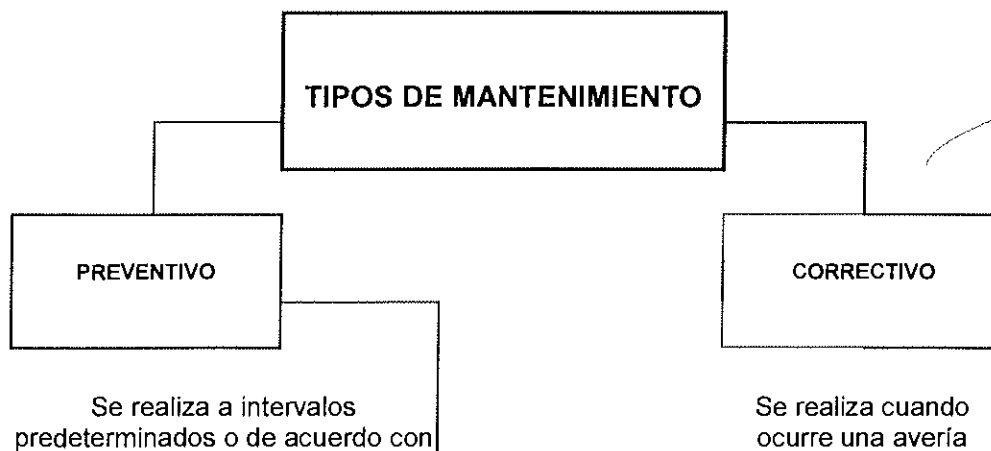 TIPOS DE MANTENIMIENTO
PREVENTIVO
CORRECTIVO
Se realiza a intervalos
predeterminados o de acuerdo con
Se realiza cuando
ocurre una avería